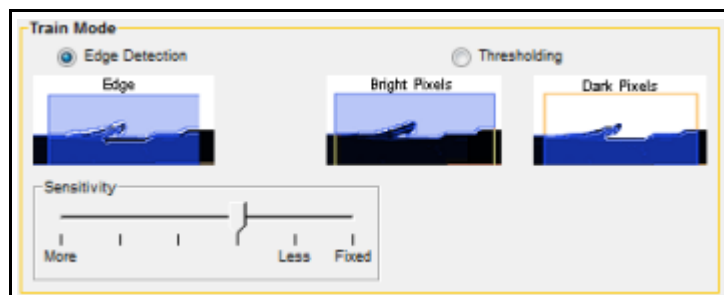 Train Mode
Edge Detection
Thresholding
Edge
Bright Pixels
Dark Pixels
Sensitivity
More
Less
Fixed